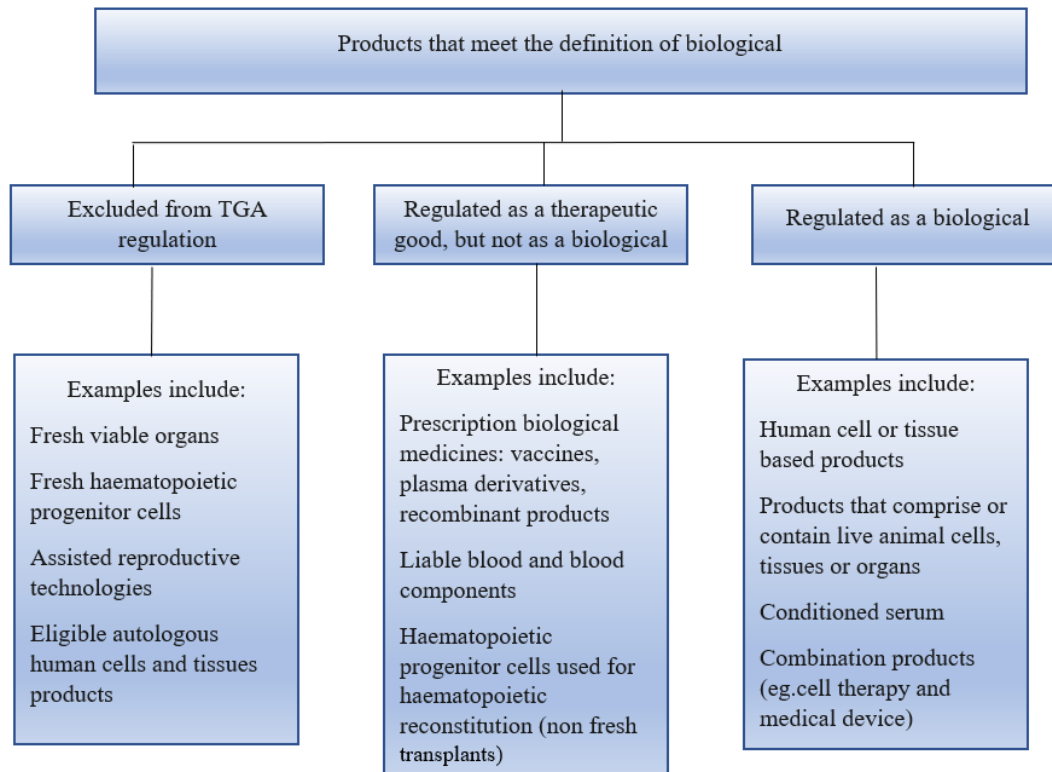 Products that meet the definition of biological
Excluded from TGA
regulation
Regulated as a therapeutic
good, but not as a biological
Regulated as a biological
Examples include:
Fresh viable organs
Fresh haematopoietic
progenitor cells
Assisted reproductive
technologies
Eligible autologous
human cells and tissues
products
Examples include:
Prescription biological
medicines: vaccines,
plasma derivatives,
recombinant products
Liable blood and blood
components
Haematopoietic
progenitor cells used for
haematopoietic
reconstitution (non fresh
transplants)
Examples include:
Human cell or tissue
based products
Products that comprise or
contain live animal cells,
tissues or organs
Conditioned serum
Combination products
(eg.cell therapy and
medical device)